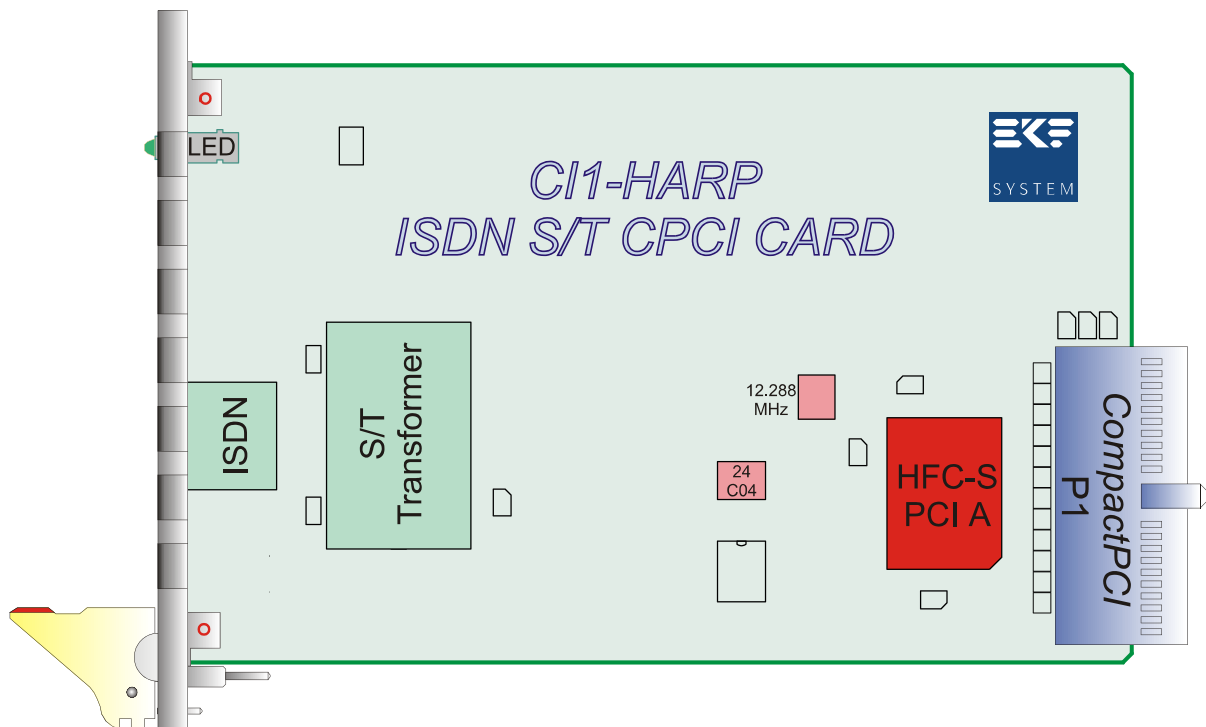 LED
CI1-HARP
ISDN S/T CPCI CARD
EKF
SYSTEM
ISDN
S/T
Transformer
12.288
MHz
24
C04
HFC-S
PCI A
CompactPCI
P1